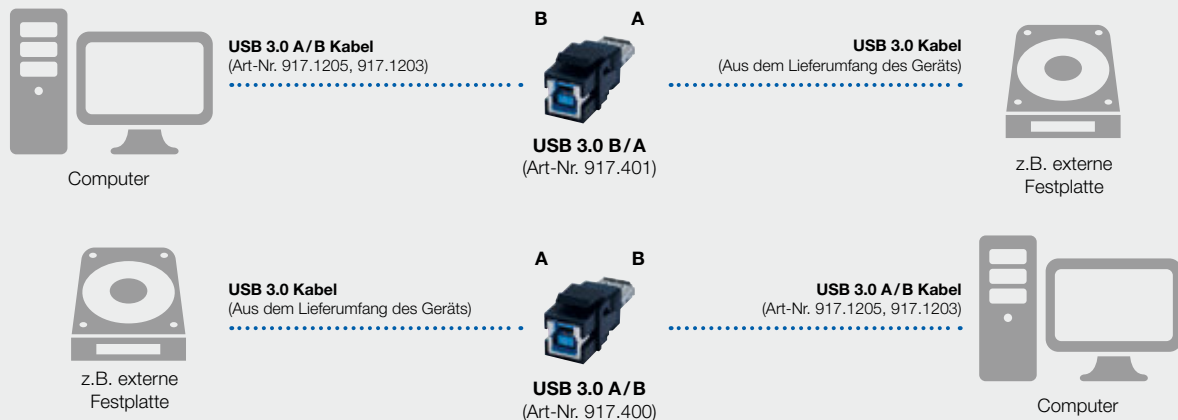 B A
USB 3.0 A/B Kabel
(Art-Nr. 917.1205, 917.1203)
USB 3.0 Kabel
(Aus dem Lieferumfang des Geräts)
USB 3.0 B/A
(Art-Nr. 917.401)
Computer
z.B. externe
Festplatte
A B
USB 3.0 Kabel
(Aus dem Lieferumfang des Geräts)
USB 3.0 A/B Kabel
(Art-Nr. 917.1205, 917.1203)
z.B. externe
Festplatte
USB 3.0 A/B
(Art-Nr. 917.400)
Computer